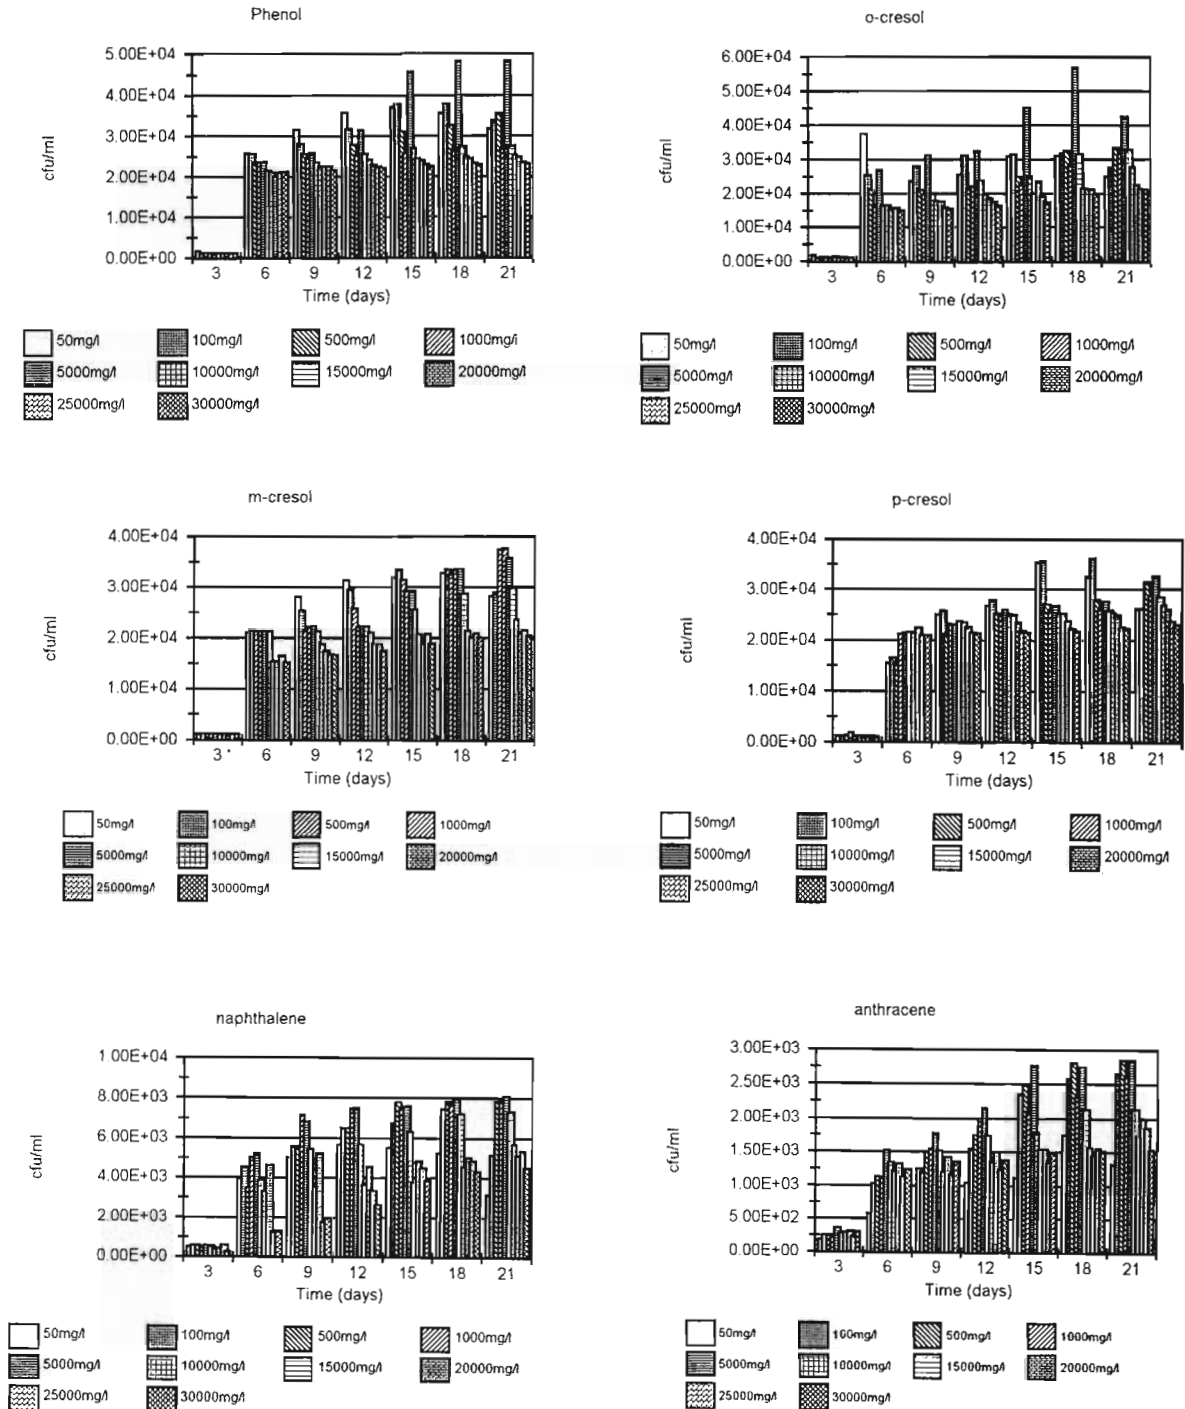 Phenol
5.00E+04
4.00E+04
3.00E+04
2.00E+04
1.00E+04
0.00E+00
cfu/ml
3 6 9 12 15 18 21
Time (days)
50mg/l 100mg/l 500mg/l 1000mg/l
5000mg/l 10000mg/l 15000mg/l 20000mg/l
25000mg/l 30000mg/l
o-cresol
6.00E+04
5.00E+04
4.00E+04
3.00E+04
2.00E+04
1.00E+04
0.00E+00
cfu/ml
3 6 9 12 15 18 21
Time (days)
50mg/l 100mg/l 500mg/l 1000mg/l
5000mg/l 10000mg/l 15000mg/l 20000mg/l
25000mg/l 30000mg/l
m-cresol
4.00E+04
3.00E+04
2.00E+04
1.00E+04
0.00E+00
cfu/ml
3 6 9 12 15 18 21
Time (days)
50mg/l 100mg/l 500mg/l 1000mg/l
5000mg/l 10000mg/l 15000mg/l 20000mg/l
25000mg/l 30000mg/l
p-cresol
4.00E+04
3.00E+04
2.00E+04
1.00E+04
0.00E+00
cfu/ml
3 6 9 12 15 18 21
Time (days)
50mg/l 100mg/l 500mg/l 1000mg/l
5000mg/l 10000mg/l 15000mg/l 20000mg/l
25000mg/l 30000mg/l
naphthalene
1.00E+04
8.00E+03
6.00E+03
4.00E+03
2.00E+03
0.00E+00
cfu/ml
3 6 9 12 15 18 21
Time (days)
50mg/l 100mg/l 500mg/l 1000mg/l
5000mg/l 10000mg/l 15000mg/l 20000mg/l
25000mg/l 30000mg/l
anthracene
3.00E+03
2.50E+03
2.00E+03
1.50E+03
1.00E+03
5.00E+02
0.00E+00
cfu/ml
3 6 9 12 15 18 21
Time (days)
50mg/l 100mg/l 500mg/l 1000mg/l
5000mg/l 10000mg/l 15000mg/l 20000mg/l
25000mg/l 30000mg/l